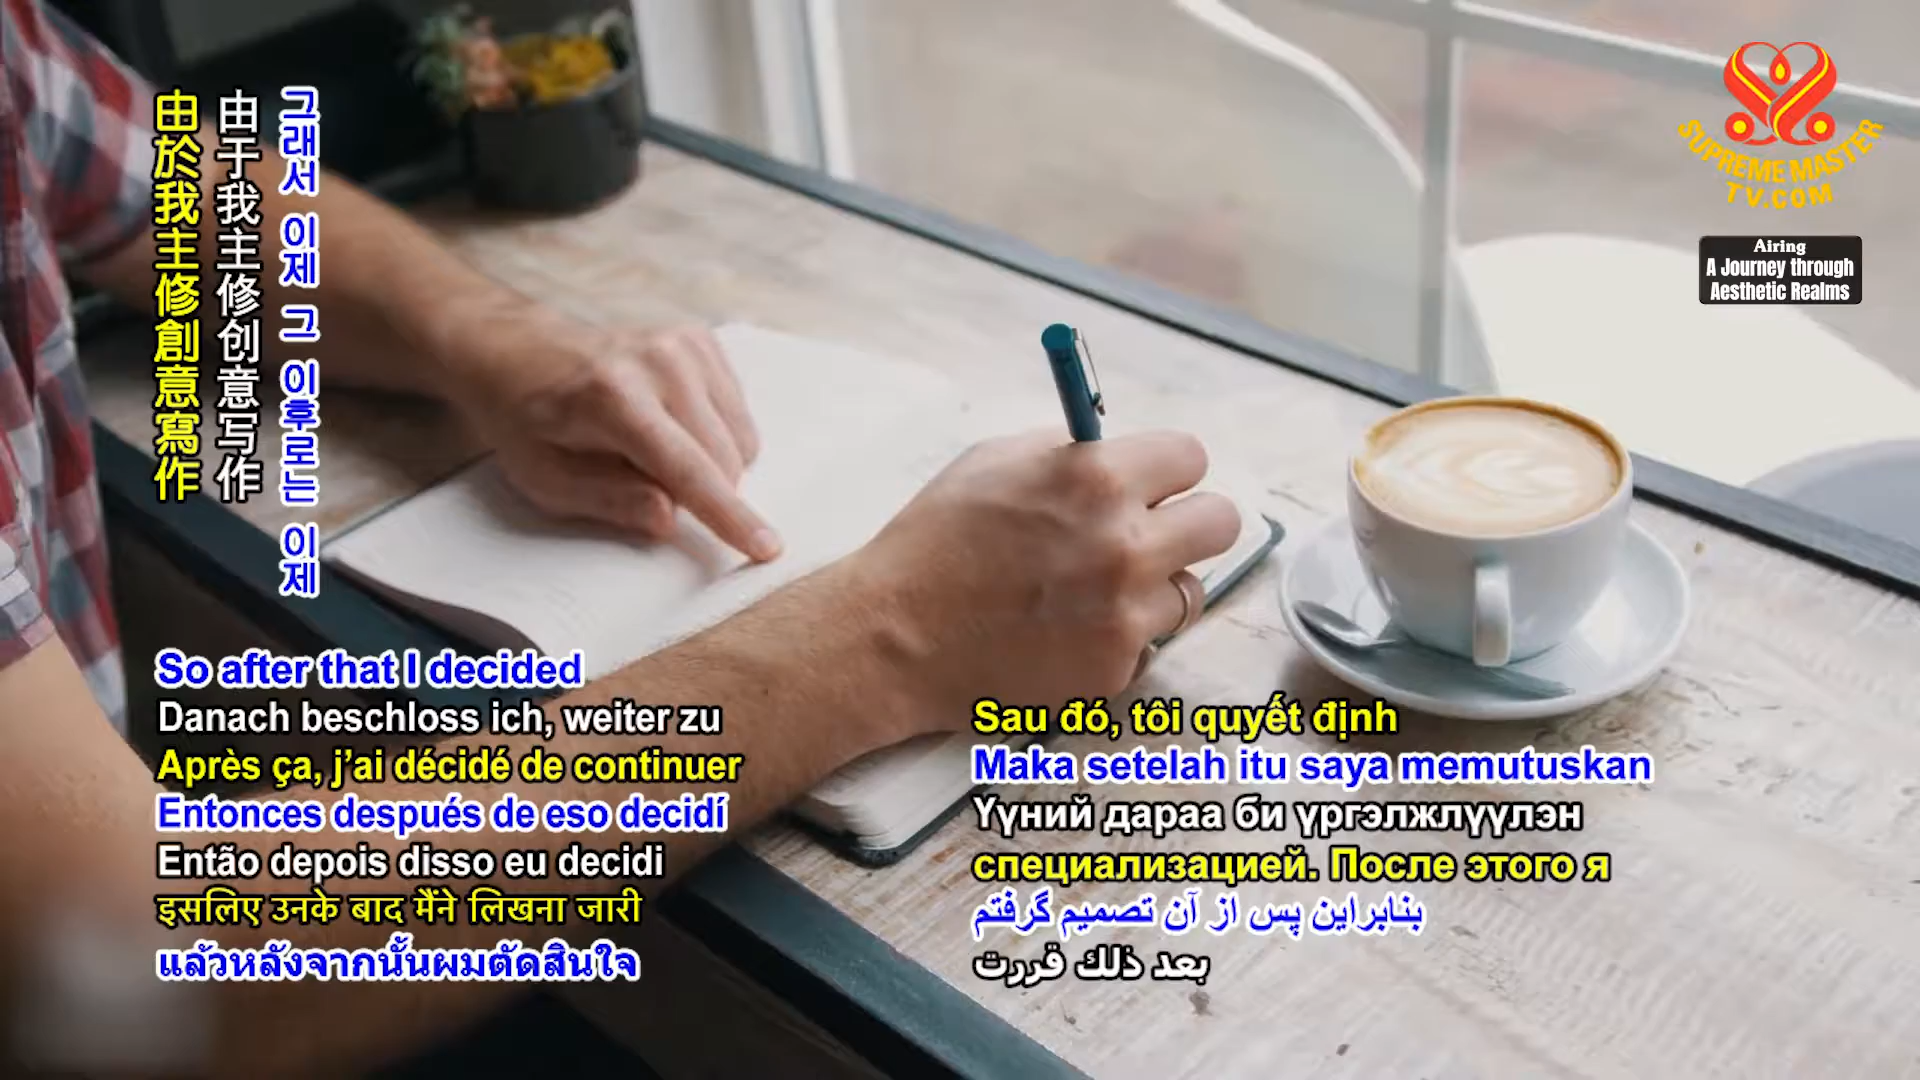 由於我主修創意寫作
由于我主修创意写作
그래서 이제 그 이후로는 이제
SUPREME MASTER
TV.COM
Airing
A Journey through
Aesthetic Realms
So after that I decided
Danach beschloss ich, weiter zu
Après ça, j'ai décidé de continuer
Entonces después de eso decidí
Então depois disso eu decidi
इसलिए उनके बाद मैंने लिखना जारी
แล้วหลังจากนั้นผมตัดสินใจ
Sau đó, tôi quyết định
Maka setelah itu saya memutuskan
Үүний дараа би үргэлжлүүлэн
специализацией. После этого я
بنابراین پس از آن تصمیم گرفتم
بعد ذلك قررت